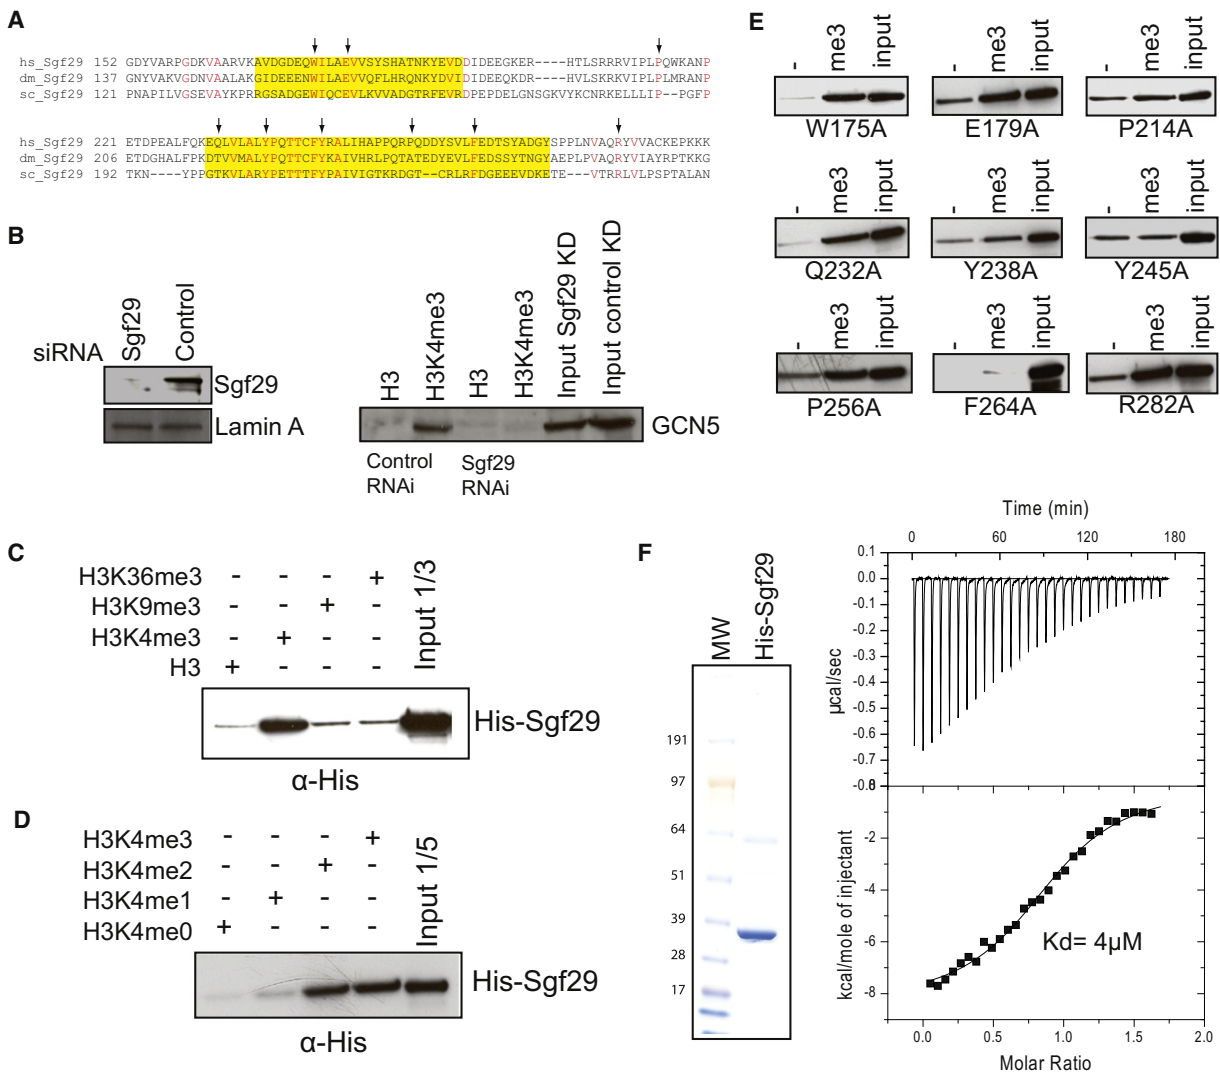 A
hs_Sgf29 152 GDYVARPGDKVAARVKAVDGDEQWILAEVVSYSHATNKYEVDDIDEEGKER----HTLSRRRVIPLPQWKANP
dm_Sgf29 137 GNYVAKVGDNVAALAKGIDEEENWILAEVVQFLHRQNKYDVIDIDEEQKDR----HVLSKRKVIPLPLMRANP
sc_Sgf29 121 PNAPILVGSEVAYKPRRGSADGEWIQCEVLKVVADGTRFEVRDPEPDELGNSGKVYKCNRKELLLIP--PGFP
hs_Sgf29 221 ETDPEALFQKEQLVLALYPQTTCFYRALIHAPPQRPQDDYSVLFEDTSYADGYSPPLNVAQRYVVACKEPKKK
dm_Sgf29 206 ETDGHALFPKDTVVMALYPQTTCFYKAIVHRLPQTATEDYEVLFEDSSYTNGYAEPLPVAQRYVIAYRPTKKG
sc_Sgf29 192 TKN----YPPGTKVLARYPETTTFYPAIVIGTKRDGT--CRLRFDGEEEVDKETE---VTRRLVLPSPTALAN
B
siRNA
Sgf29
Control
Sgf29
Lamin A
H3
H3K4me3
H3
H3K4me3
Input Sgf29 KD
Input control KD
GCN5
Control RNAi
Sgf29 RNAi
C
H3K36me3 - - - +
H3K9me3 - - + -
H3K4me3 - + - -
H3 + - - -
Input 1/3
His-Sgf29
α-His
D
H3K4me3 - - - +
H3K4me2 - - + -
H3K4me1 - + - -
H3K4me0 + - - -
Input 1/5
His-Sgf29
α-His
E
- me3 input
W175A
- me3 input
E179A
- me3 input
P214A
- me3 input
Q232A
- me3 input
Y238A
- me3 input
Y245A
- me3 input
P256A
- me3 input
F264A
- me3 input
R282A
F
MW
His-Sgf29
191
97
64
51
39
28
17
Time (min)
0 60 120 180
0.1
0.0
-0.1
-0.2
-0.3
-0.4
-0.5
-0.6
-0.7
-0.8
µcal/sec
-2
-4
-6
-8
kcal/mole of injectant
Kd= 4µM
0.0 0.5 1.0 1.5 2.0
Molar Ratio